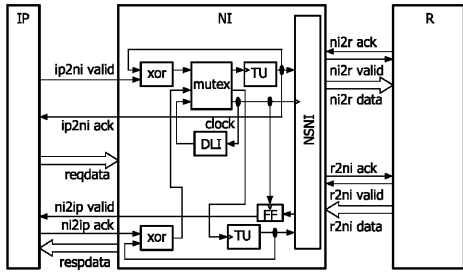 IP NI R
ip2ni valid
ip2ni ack
reqdata
ni2ip valid
ni2ip ack
respdata
xor
mutex
TU
clock
DLI
NSNI
FF
xor
TU
ni2r ack
ni2r valid
ni2r data
r2ni ack
r2ni valid
r2ni data